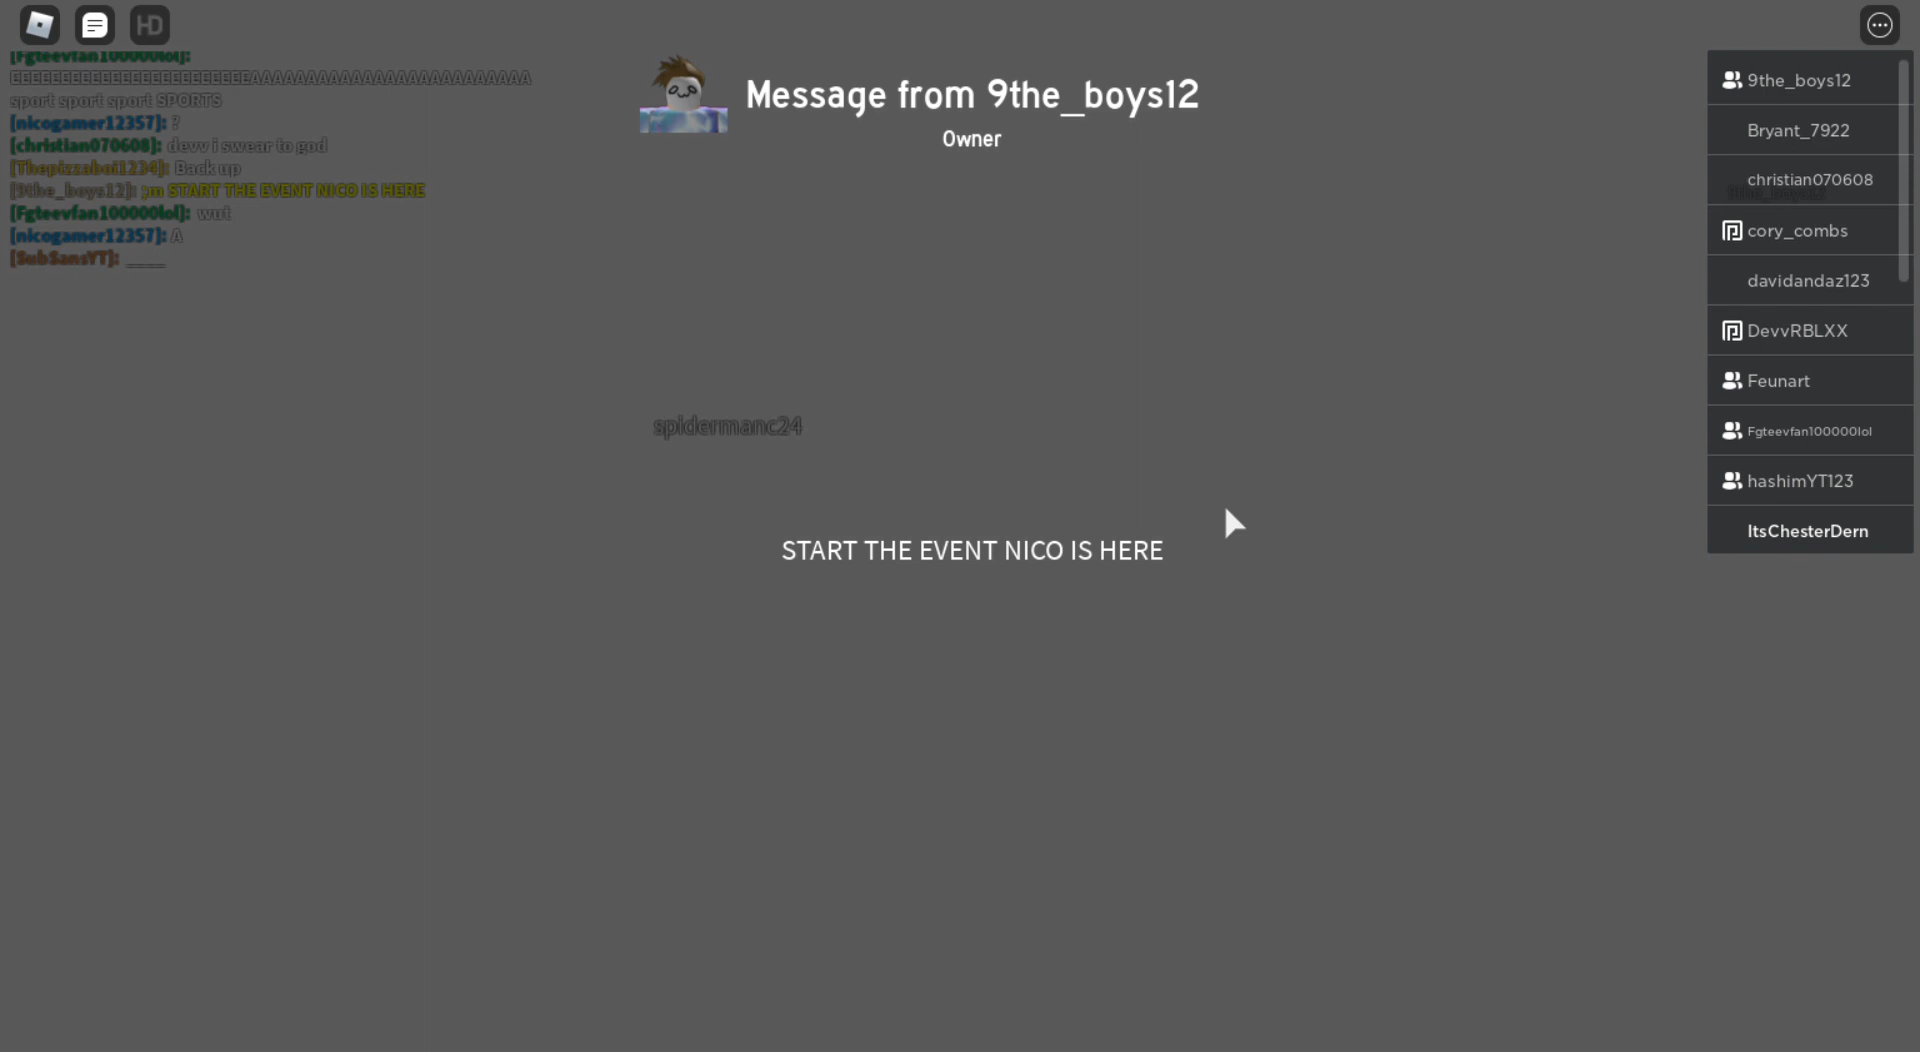 HD
[Fgteevfan100000lol]:
EEEEEEEEEEEEEEEEEEEEEEEEAAAAAAAAAAAAAAAAAAAAAAAAA
sport sport sport SPORTS
[nicogamer12357]: ?
[christian070608]: devv i swear to god
[Thepizzaboi1234]: Back up
[9the_boys12]: ;m START THE EVENT NICO IS HERE
[Fgteevfan100000lol]: wut
[nicogamer12357]: A
[SubSansYT]: ____
Message from 9the_boys12
Owner
spidermanc24
START THE EVENT NICO IS HERE
9the_boys12
Bryant_7922
christian070608
cory_combs
davidandaz123
DevvRBLXX
Feunart
Fgteevfan100000lol
hashimYT123
ItsChesterDern